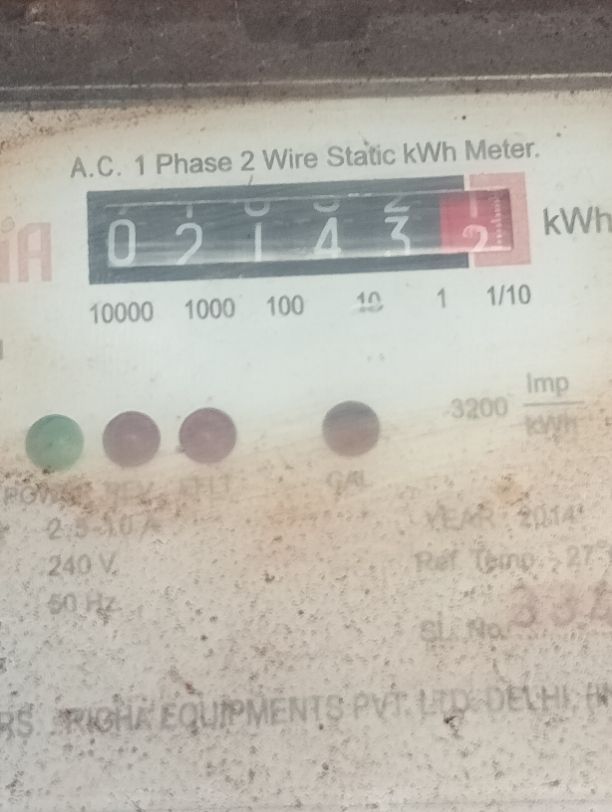 A.C. 1 Phase 2 Wire Static kWh Meter.
0 2 1 4 3 2 kWh
10000 1000 100 10 1 1/10
3200 Imp/kWh
CAL
YEAR : 2014
240 V.
Ref. Temp. : 27°
50 Hz
Sl. No.
EQUIPMENTS PVT. LTD. DELHI